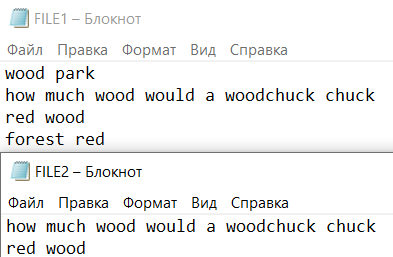 FILE1 – Блокнот
Файл Правка Формат Вид Справка
wood park
how much wood would a woodchuck chuck
red wood
forest red
FILE2 – Блокнот
Файл Правка Формат Вид Справка
how much wood would a woodchuck chuck
red wood